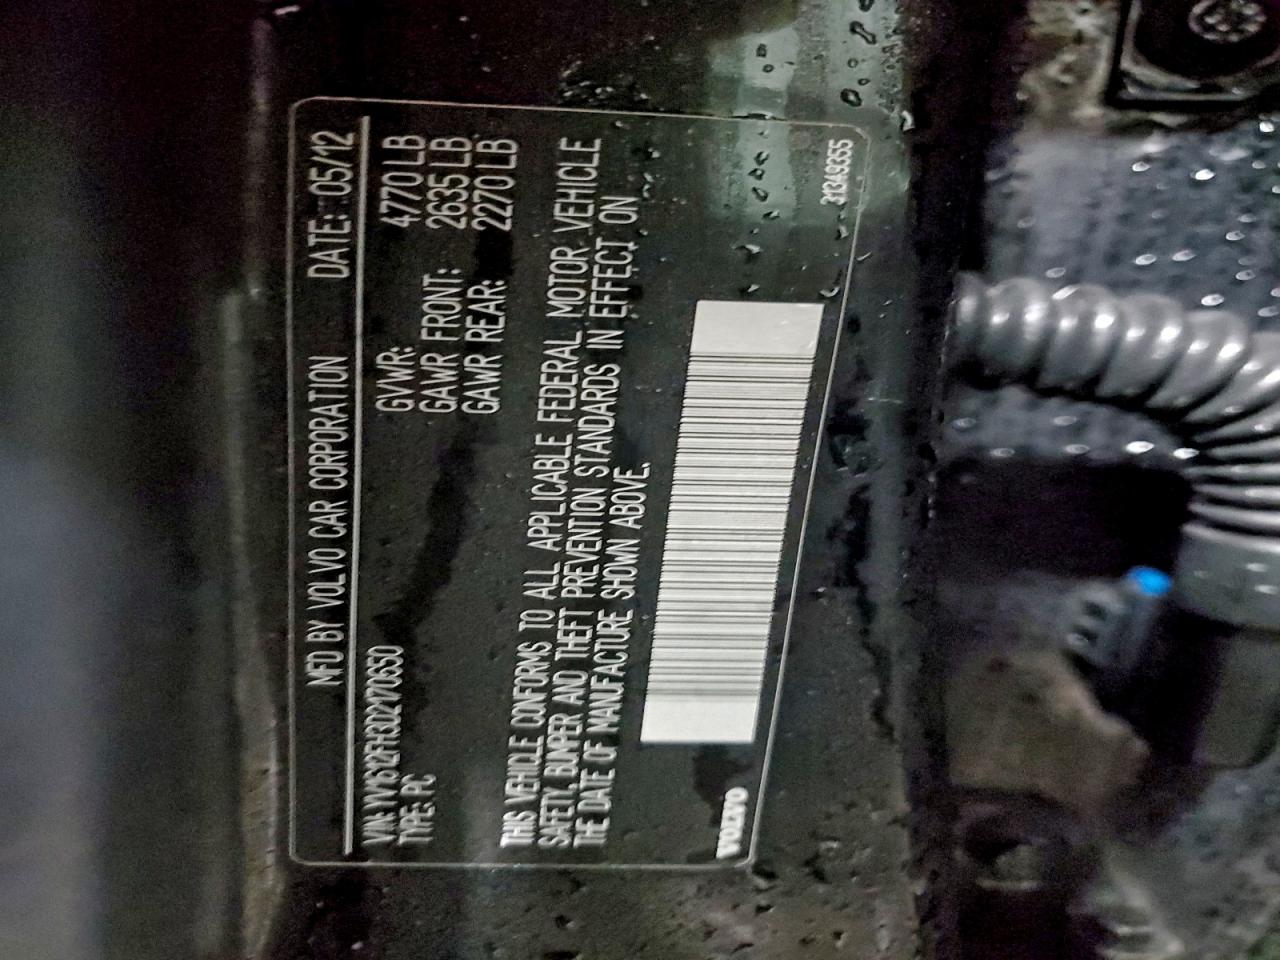 MFD BY VOLVO CAR CORPORATION DATE: 05/12
VIN: YV1612FH3D2170650
TYPE: PC
GVWR: 4770 LB
GAWR FRONT: 2635 LB
GAWR REAR: 2270 LB
THIS VEHICLE CONFORMS TO ALL APPLICABLE FEDERAL MOTOR VEHICLE
SAFETY, BUMPER AND THEFT PREVENTION STANDARDS IN EFFECT ON
THE DATE OF MANUFACTURE SHOWN ABOVE.
VOLVO
31349355